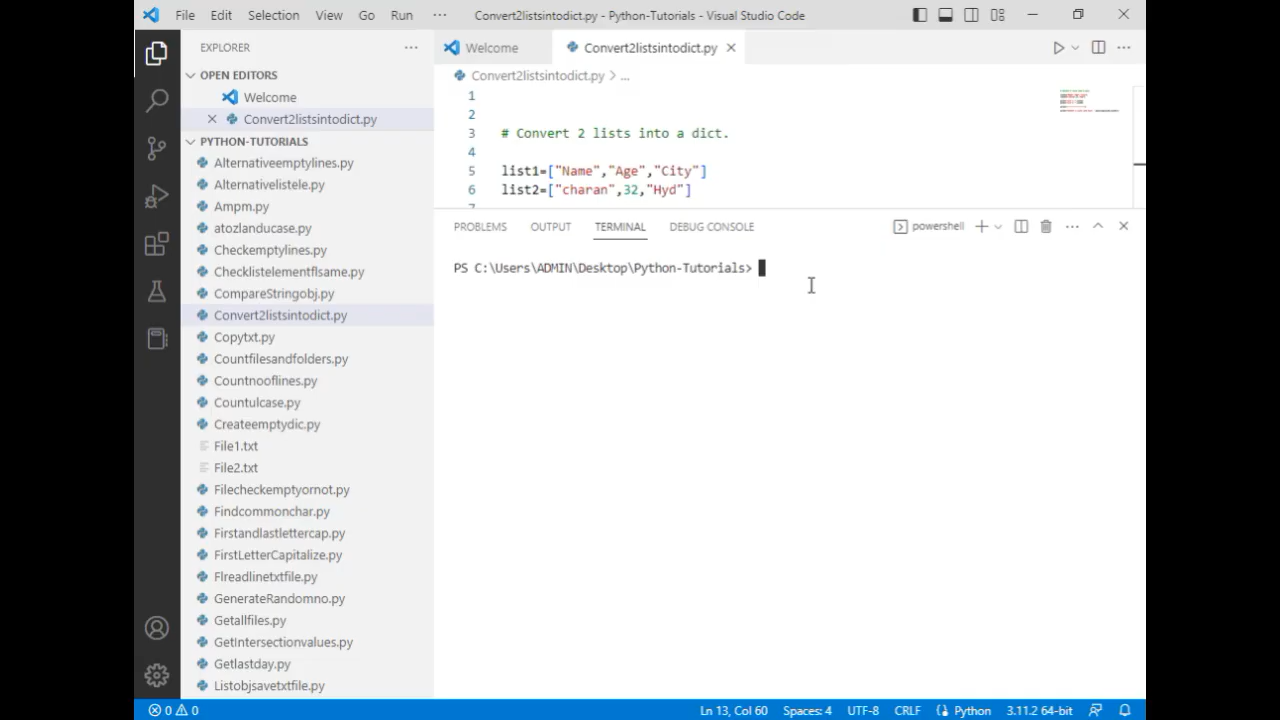 File Edit Selection View Go Run ··· Convert2listsintodict.py - Python-Tutorials - Visual Studio Code
EXPLORER ···
OPEN EDITORS
Welcome
Convert2listsintodict.py
PYTHON-TUTORIALS
Alternativeemptylines.py
Alternativelistele.py
Ampm.py
atozlanducase.py
Checkemptylines.py
Checklistelementflsame.py
CompareStringobj.py
Convert2listsintodict.py
Copytxt.py
Countfilesandfolders.py
Countnooflines.py
Countulcase.py
Createemptydic.py
File1.txt
File2.txt
Filecheckemptyornot.py
Findcommonchar.py
Firstandlastlettercap.py
FirstLetterCapitalize.py
Flreadlinetxtfile.py
GenerateRandomno.py
Getallfiles.py
GetIntersectionvalues.py
Getlastday.py
Listobjsavetxtfile.py
Welcome Convert2listsintodict.py
Convert2listsintodict.py > ...
1
2
3 # Convert 2 lists into a dict.
4
5 list1=["Name","Age","City"]
6 list2=["charan",32,"Hyd"]
PROBLEMS OUTPUT TERMINAL DEBUG CONSOLE powershell
PS C:\Users\ADMIN\Desktop\Python-Tutorials>
0 0 Ln 13, Col 60 Spaces: 4 UTF-8 CRLF Python 3.11.2 64-bit